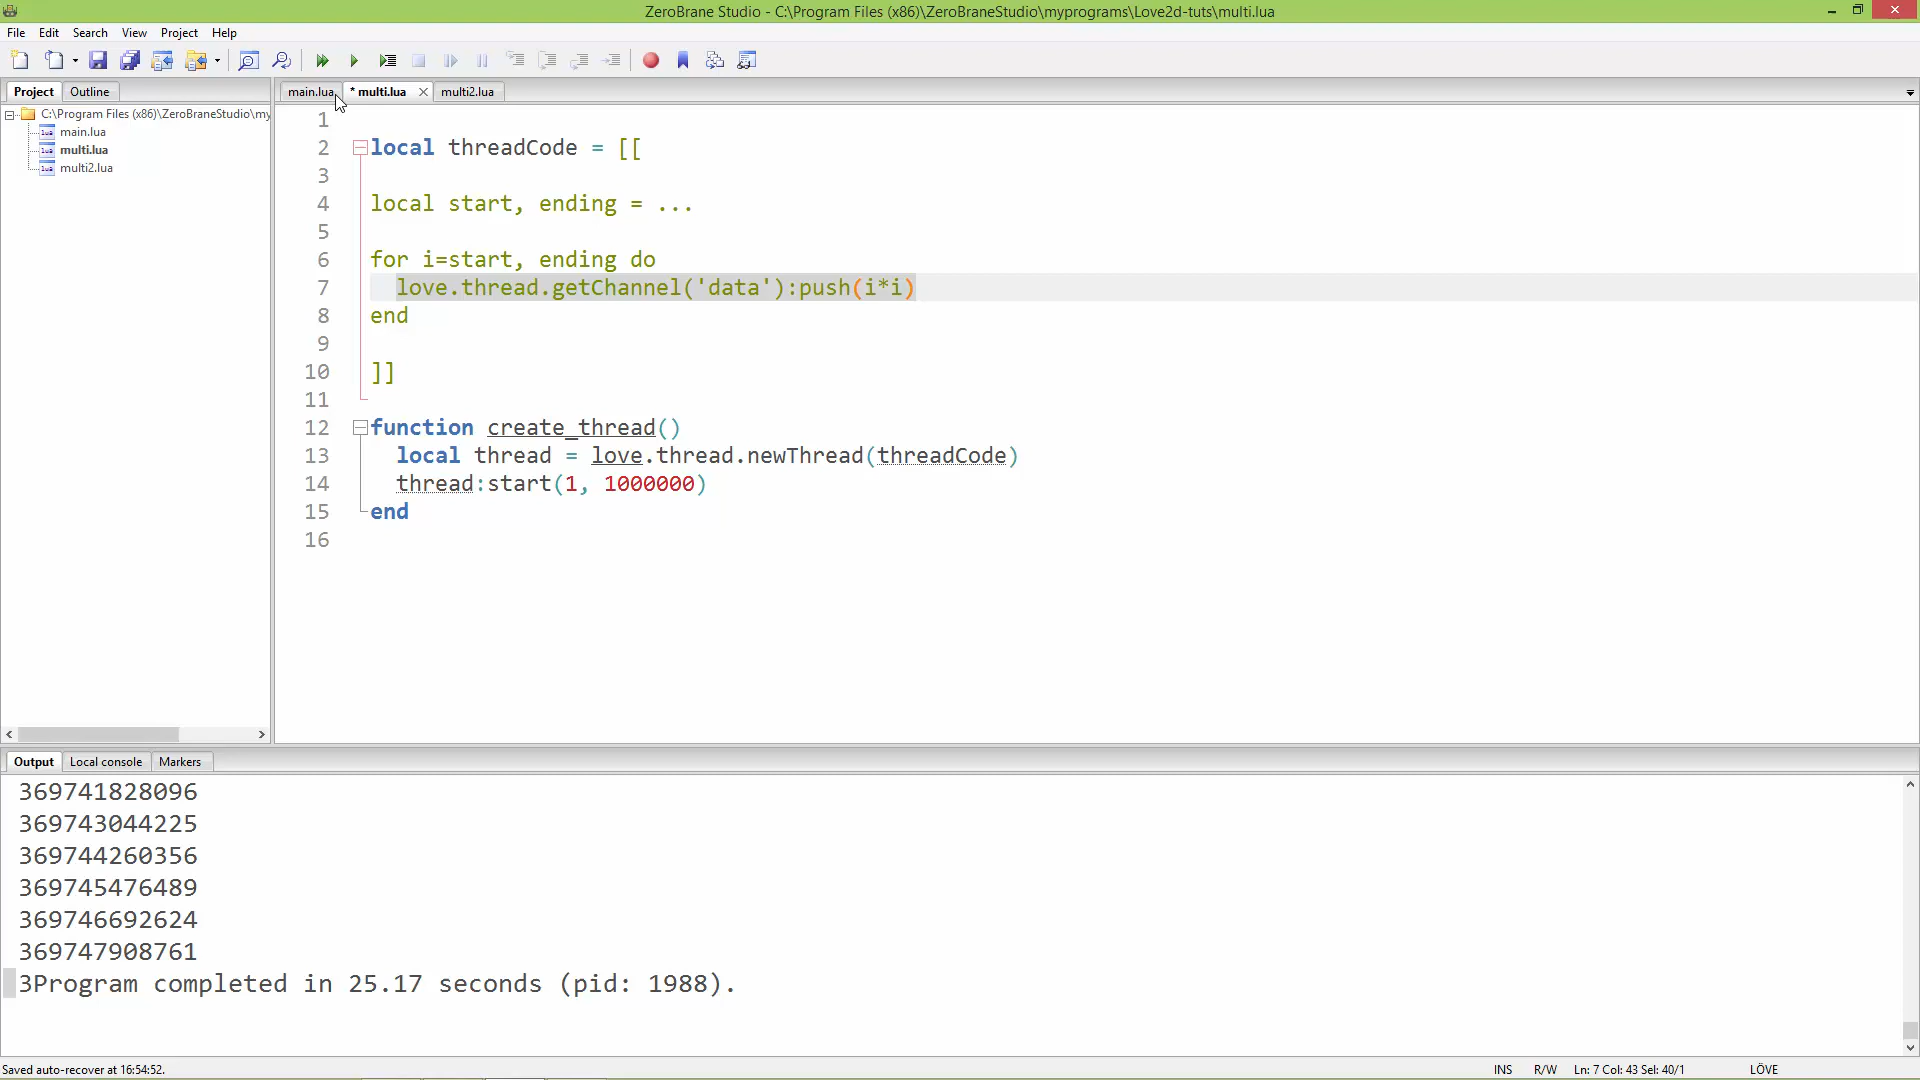 ZeroBrane Studio - C:\Program Files (x86)\ZeroBraneStudio\myprograms\Love2d-tuts\multi.lua
File Edit Search View Project Help
Project Outline
main.lua * multi.lua multi2.lua
C:\Program Files (x86)\ZeroBraneStudio\my
main.lua
multi.lua
multi2.lua
1
2 local threadCode = [[
3
4 local start, ending = ...
5
6 for i=start, ending do
7 love.thread.getChannel('data'):push(i*i)
8 end
9
10 ]]
11
12 function create_thread()
13 local thread = love.thread.newThread(threadCode)
14 thread:start(1, 1000000)
15 end
16
Output Local console Markers
369741828096
369743044225
369744260356
369745476489
369746692624
369747908761
3Program completed in 25.17 seconds (pid: 1988).
Saved auto-recover at 16:54:52. INS R/W Ln: 7 Col: 43 Sel: 40/1 LÖVE